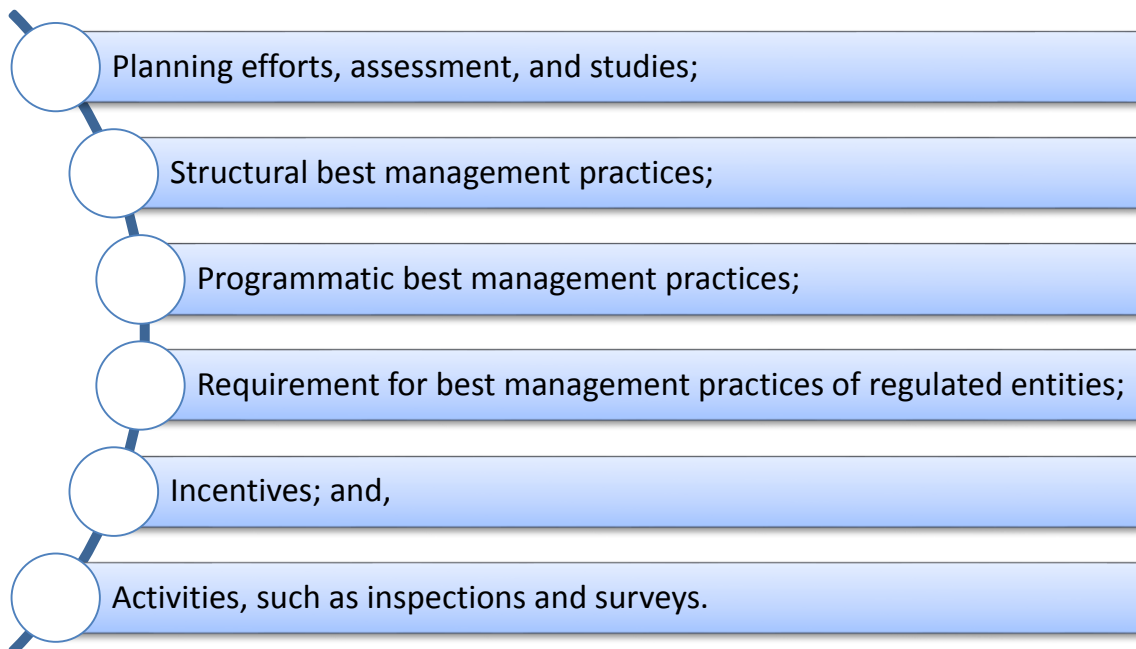 Planning efforts, assessment, and studies;
Structural best management practices;
Programmatic best management practices;
Requirement for best management practices of regulated entities;
Incentives; and,
Activities, such as inspections and surveys.